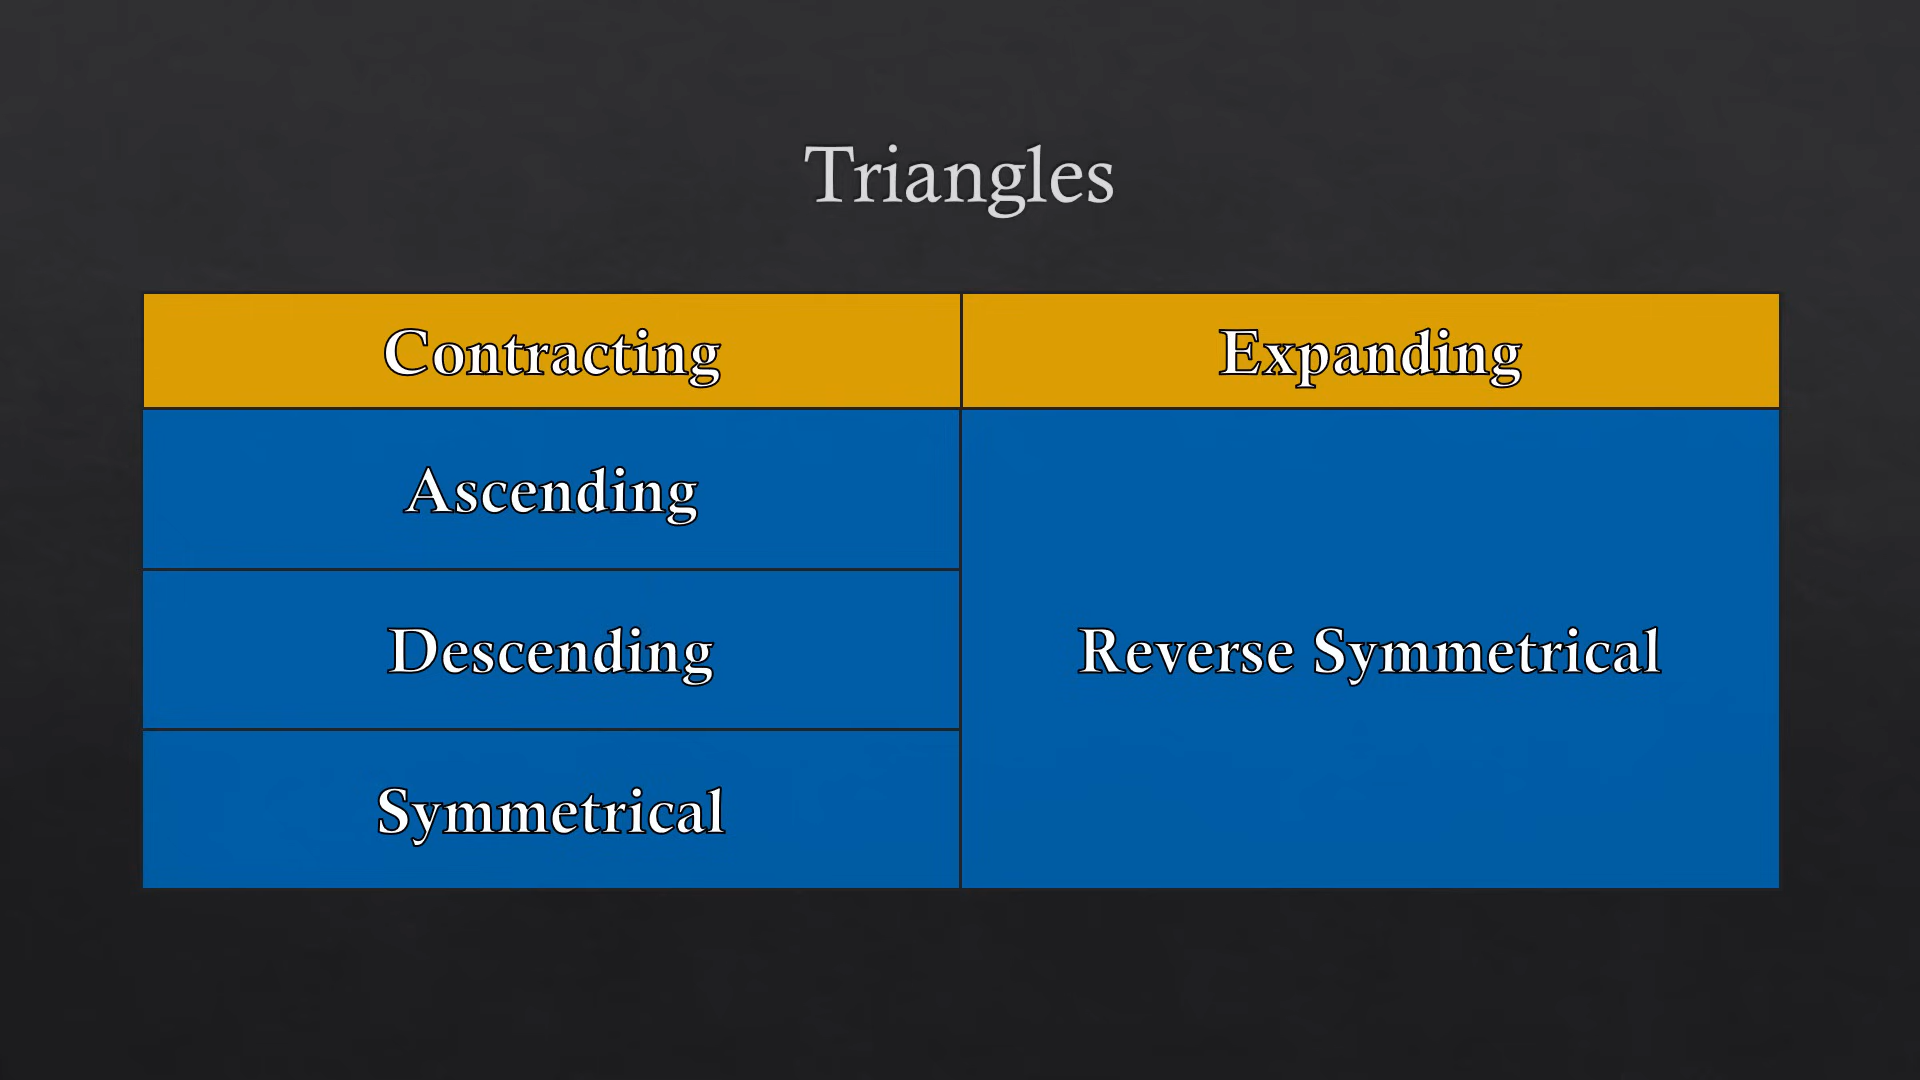 Triangles
Contracting
Expanding
Ascending
Descending
Reverse Symmetrical
Symmetrical